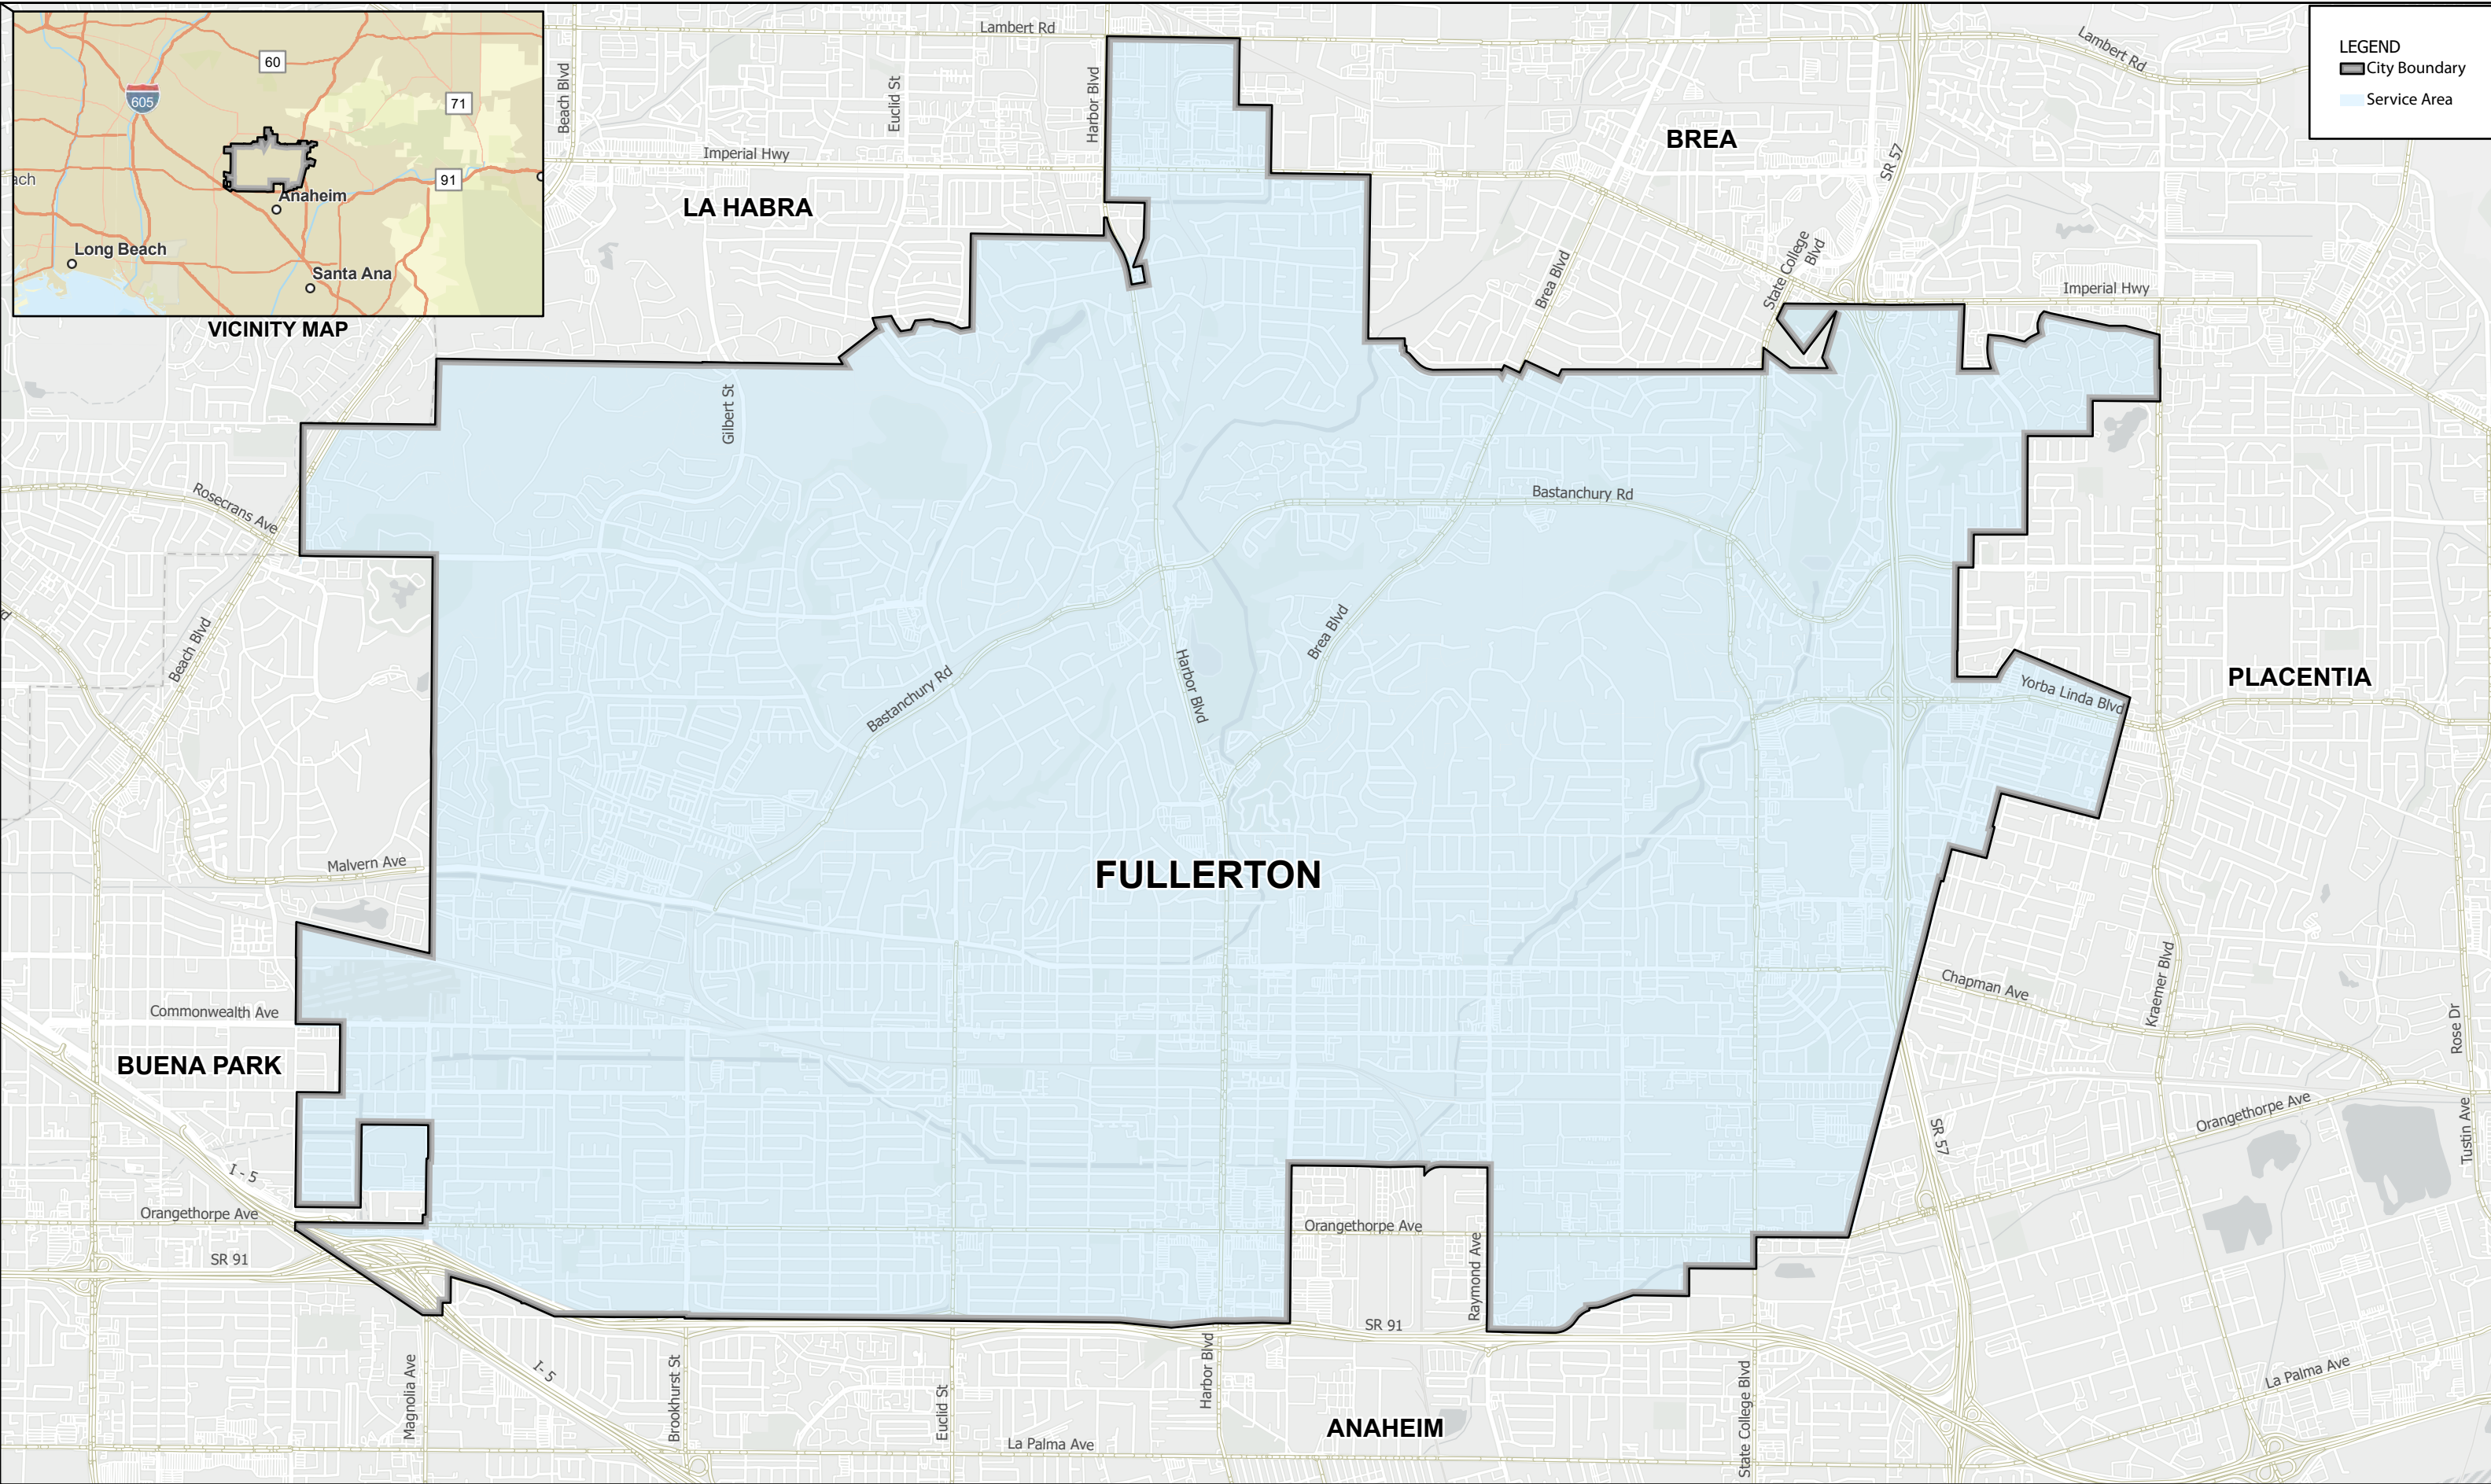 Lambert Rd
Lambert Rd
LEGEND
City Boundary
Service Area
60
605
71
91
ach
Anaheim
Long Beach
Santa Ana
VICINITY MAP
Beach Blvd
Euclid St
Harbor Blvd
Imperial Hwy
LA HABRA
BREA
SR 57
Brea Blvd
State College
Blvd
Imperial Hwy
Gilbert St
Rosecrans Ave
Bastanchury Rd
Beach Blvd
Brea Blvd
Harbor Blvd
Bastanchury Rd
PLACENTIA
Yorba Linda Blvd
Malvern Ave
FULLERTON
Chapman Ave
Kraemer Blvd
Rose Dr
Commonwealth Ave
BUENA PARK
Orangethorpe Ave
Tustin Ave
SR 57
I - 5
Orangethorpe Ave
Orangethorpe Ave
SR 91
Raymond Ave
SR 91
Magnolia Ave
I- 5
Brookhurst St
Euclid St
Harbor Blvd
State College Blvd
La Palma Ave
ANAHEIM
La Palma Ave